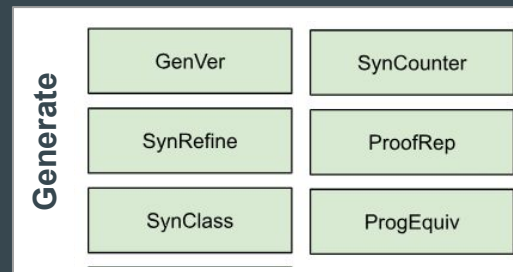 Generate
GenVer
SynCounter
SynRefine
ProofRep
SynClass
ProgEquiv